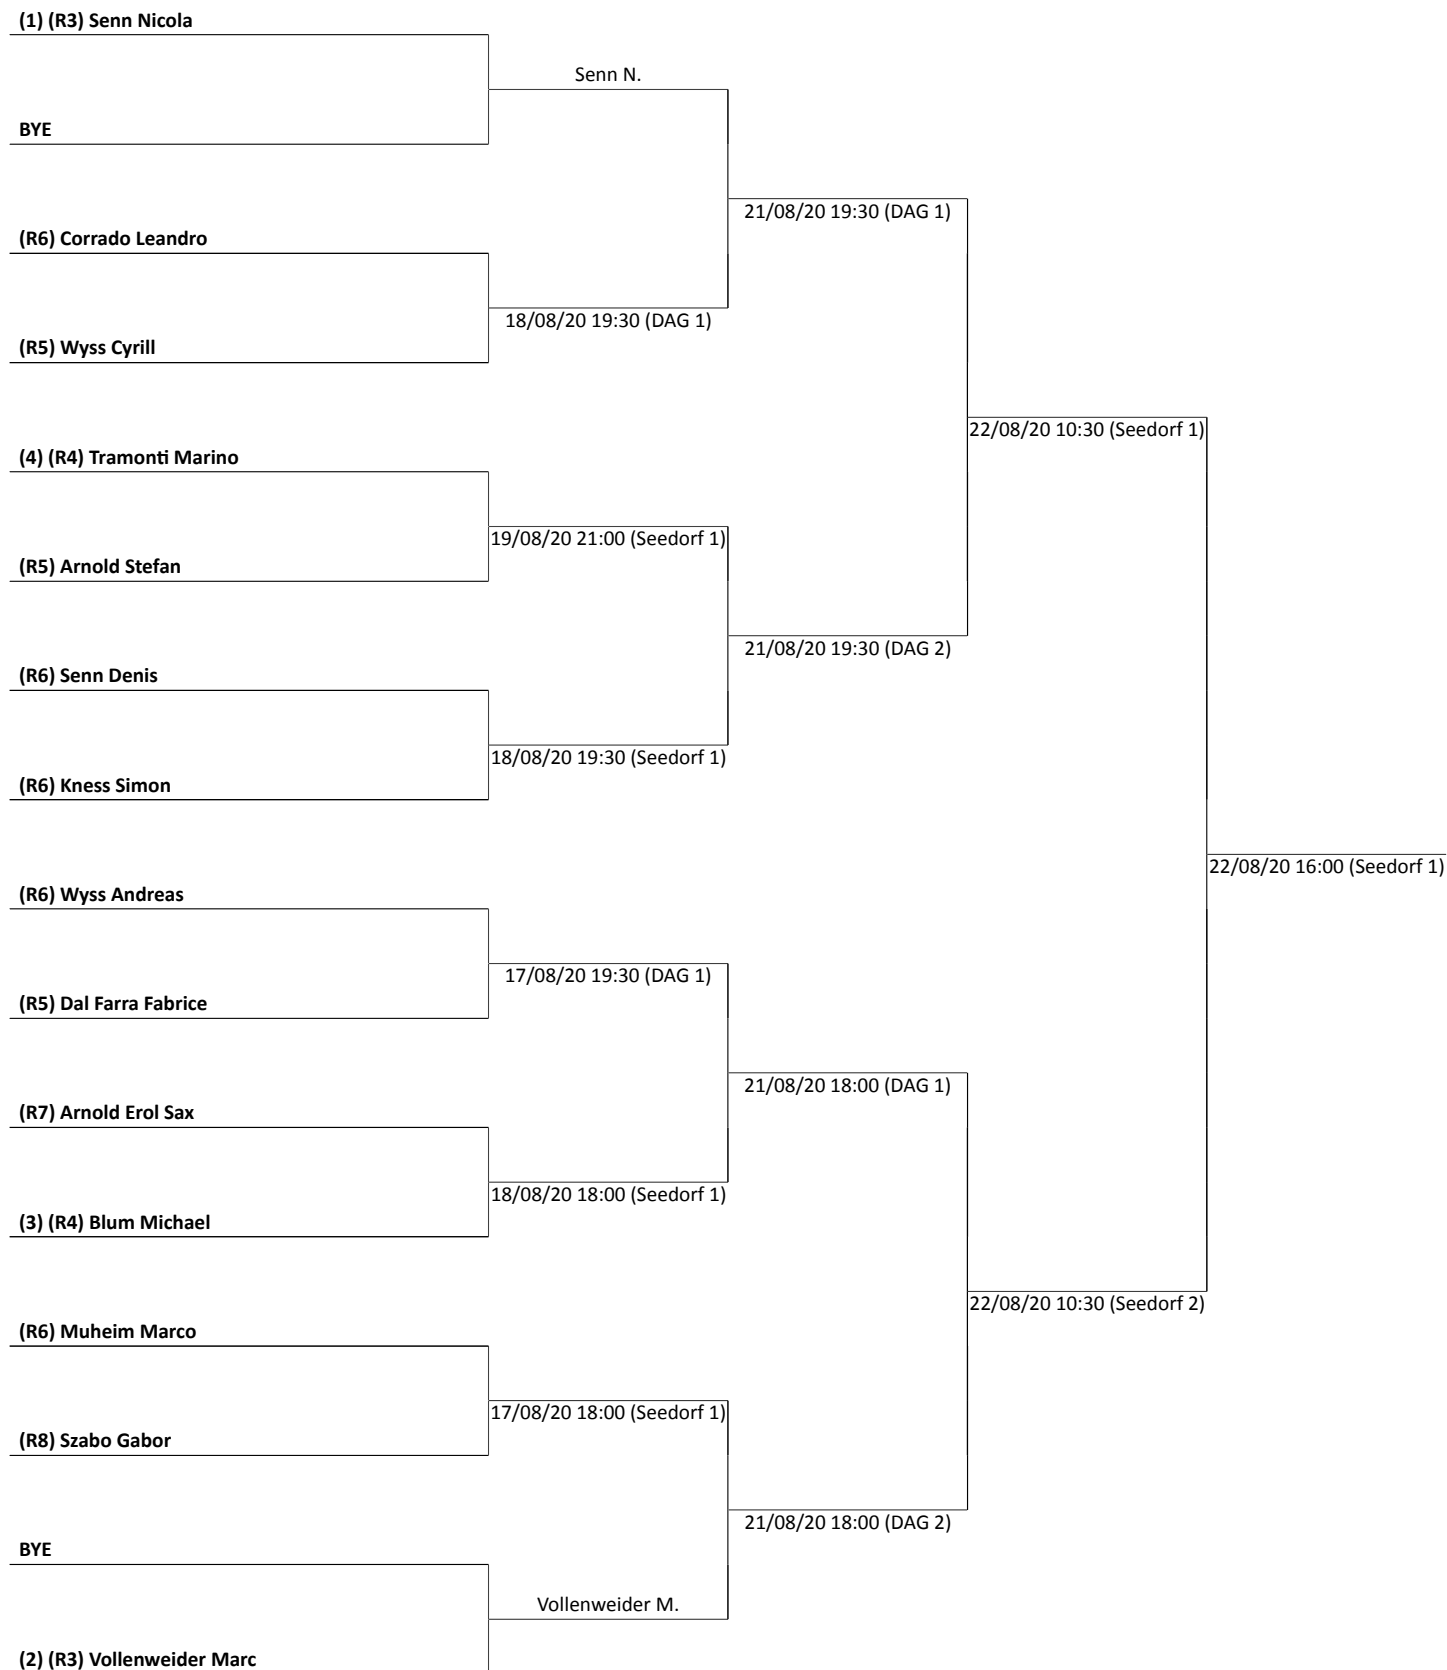 (1) (R3) Senn Nicola
Senn N.
BYE
21/08/20 19:30 (DAG 1)
(R6) Corrado Leandro
18/08/20 19:30 (DAG 1)
(R5) Wyss Cyrill
22/08/20 10:30 (Seedorf 1)
(4) (R4) Tramonti Marino
19/08/20 21:00 (Seedorf 1)
(R5) Arnold Stefan
21/08/20 19:30 (DAG 2)
(R6) Senn Denis
18/08/20 19:30 (Seedorf 1)
(R6) Kness Simon
22/08/20 16:00 (Seedorf 1)
(R6) Wyss Andreas
17/08/20 19:30 (DAG 1)
(R5) Dal Farra Fabrice
21/08/20 18:00 (DAG 1)
(R7) Arnold Erol Sax
18/08/20 18:00 (Seedorf 1)
(3) (R4) Blum Michael
22/08/20 10:30 (Seedorf 2)
(R6) Muheim Marco
17/08/20 18:00 (Seedorf 1)
(R8) Szabo Gabor
21/08/20 18:00 (DAG 2)
BYE
Vollenweider M.
(2) (R3) Vollenweider Marc